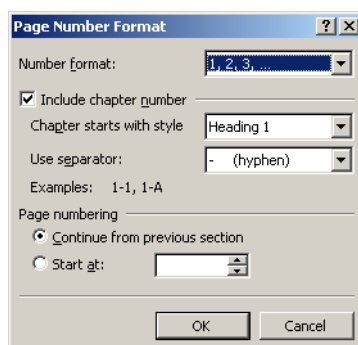 Page Number Format
Number format: 1, 2, 3, ...
Include chapter number
Chapter starts with style Heading 1
Use separator: - (hyphen)
Examples: 1-1, 1-A
Page numbering
Continue from previous section
Start at:
OK Cancel